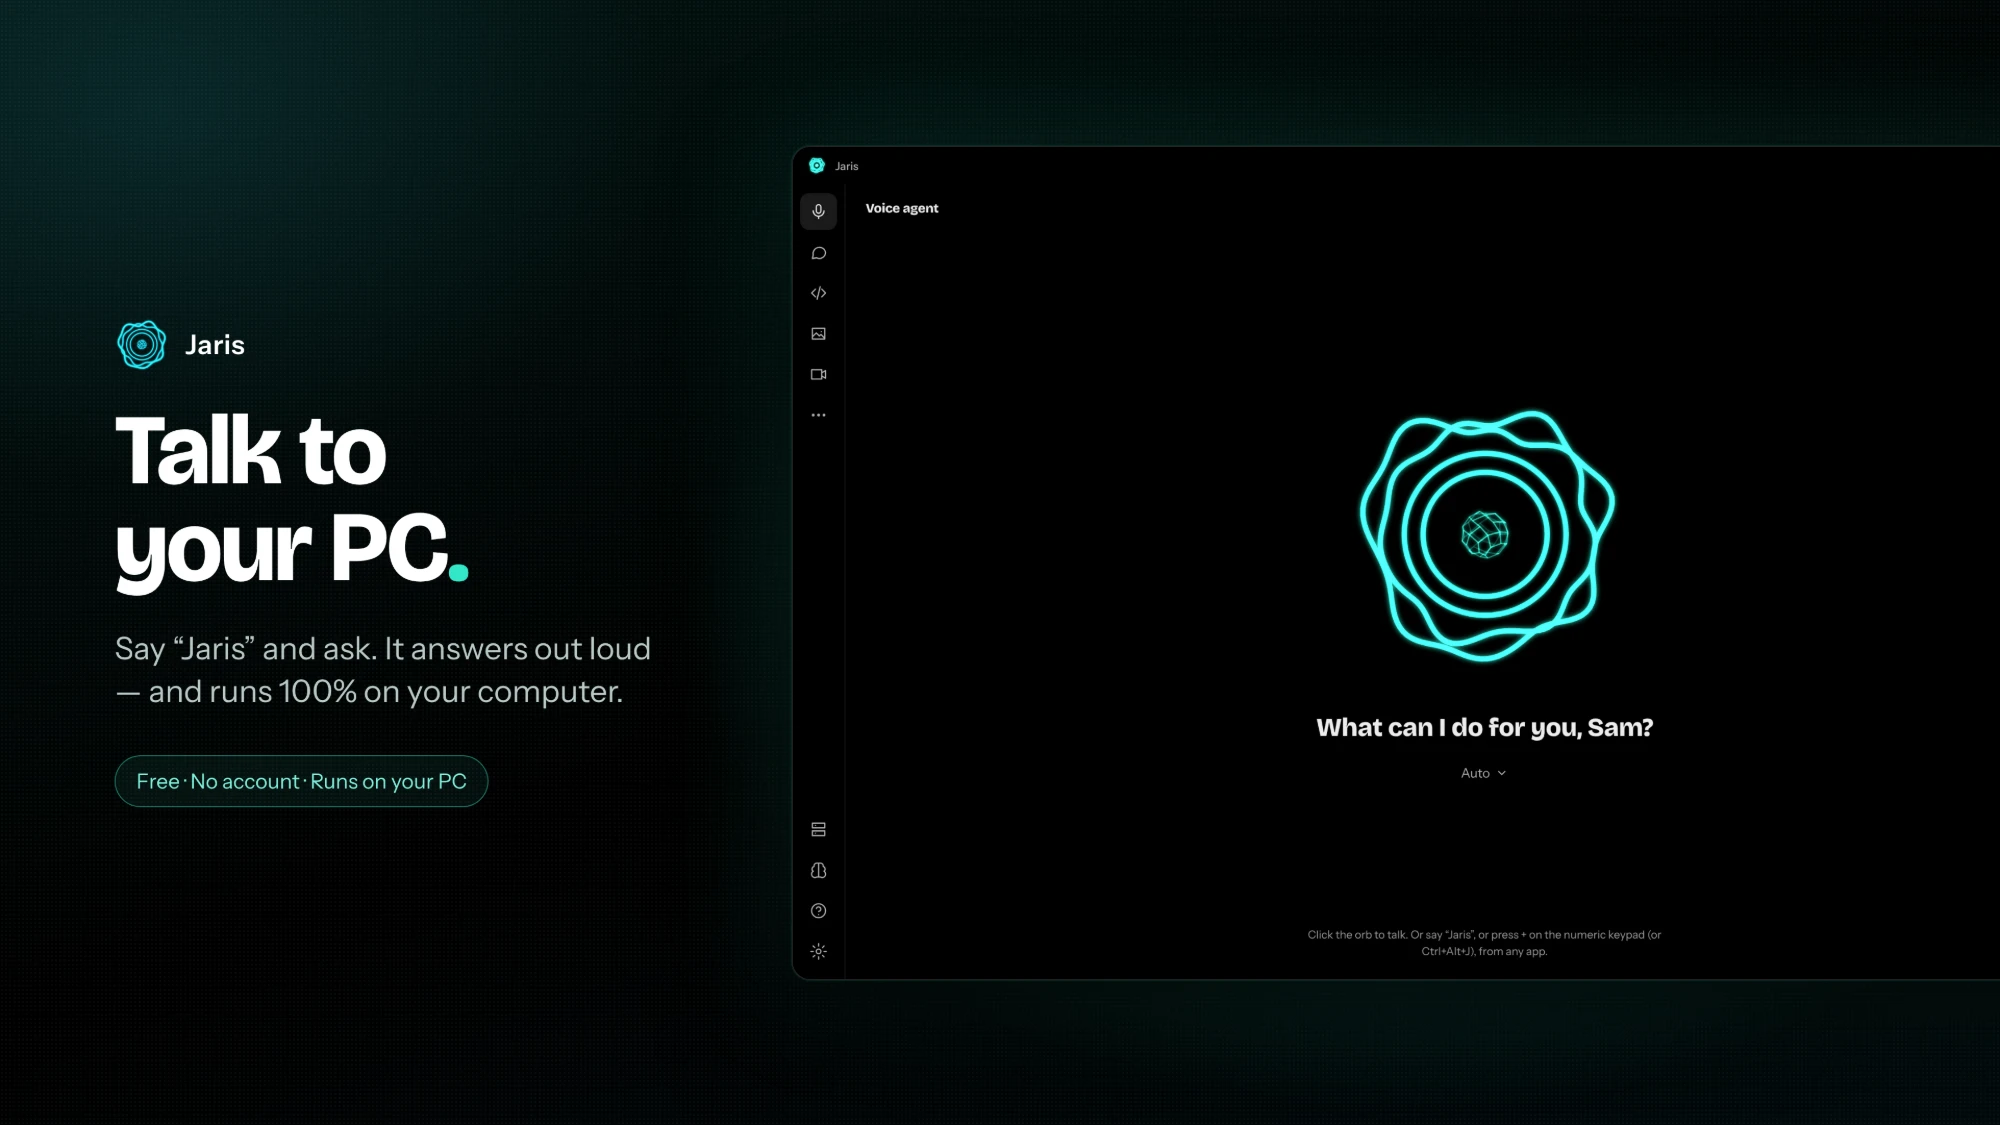 Jaris
Talk to
your PC.
Say “Jaris” and ask. It answers out loud
— and runs 100% on your computer.
Free · No account · Runs on your PC
Jaris
Voice agent
What can I do for you, Sam?
Auto
Click the orb to talk. Or say “Jaris”, or press + on the numeric keypad (or
Ctrl+Alt+J), from any app.